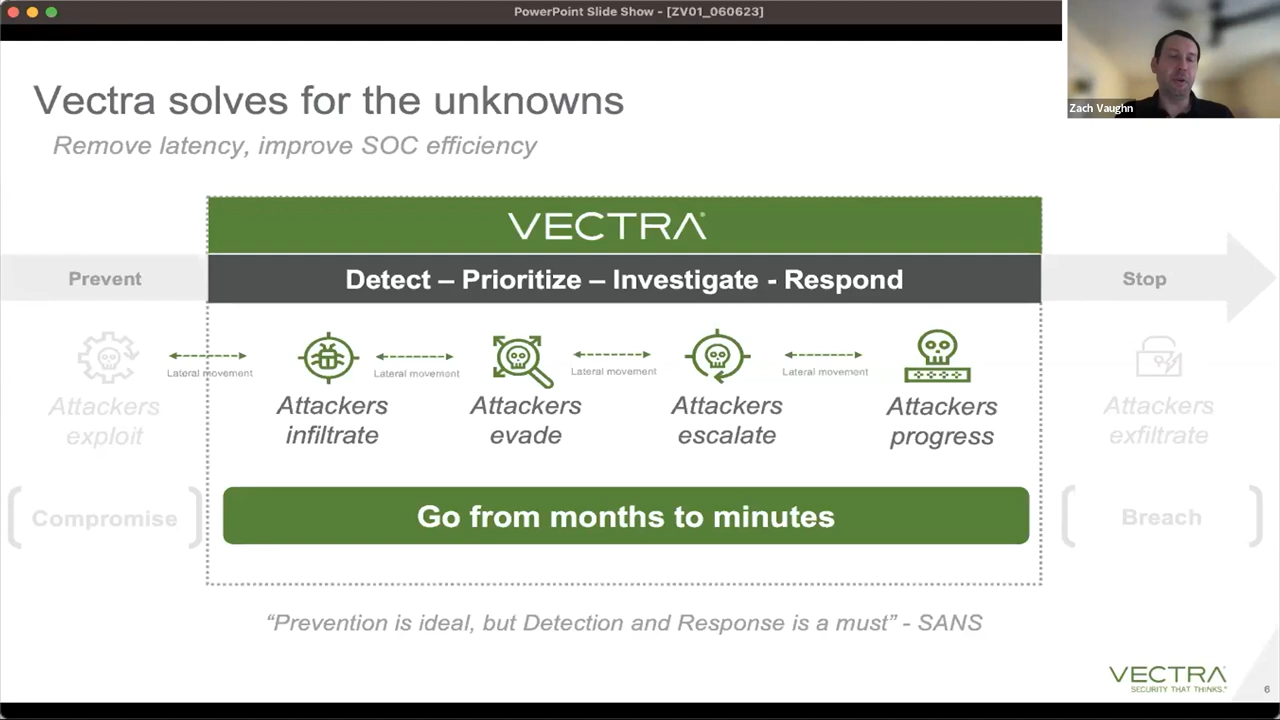 PowerPoint Slide Show - [ZV01_060623]
Zach Vaughn
Vectra solves for the unknowns
Remove latency, improve SOC efficiency
VECTRA®
Prevent
Detect – Prioritize – Investigate - Respond
Stop
Lateral movement
Lateral movement
Lateral movement
Lateral movement
Attackers
exploit
Attackers
infiltrate
Attackers
evade
Attackers
escalate
Attackers
progress
Attackers
exfiltrate
Compromise
Go from months to minutes
Breach
“Prevention is ideal, but Detection and Response is a must” - SANS
VECTRA®
SECURITY THAT THINKS.®
6